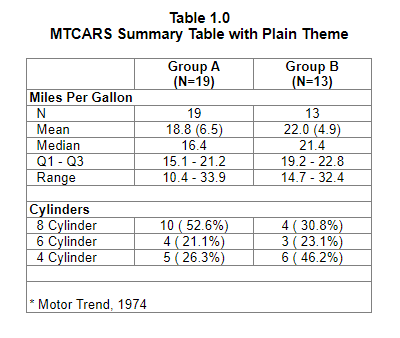 Table 1.0
MTCARS Summary Table with Plain Theme
Group A Group B
(N=19) (N=13)
Miles Per Gallon
N 19 13
Mean 18.8 (6.5) 22.0 (4.9)
Median 16.4 21.4
Q1 - Q3 15.1 - 21.2 19.2 - 22.8
Range 10.4 - 33.9 14.7 - 32.4
Cylinders
8 Cylinder 10 ( 52.6%) 4 ( 30.8%)
6 Cylinder 4 ( 21.1%) 3 ( 23.1%)
4 Cylinder 5 ( 26.3%) 6 ( 46.2%)
* Motor Trend, 1974